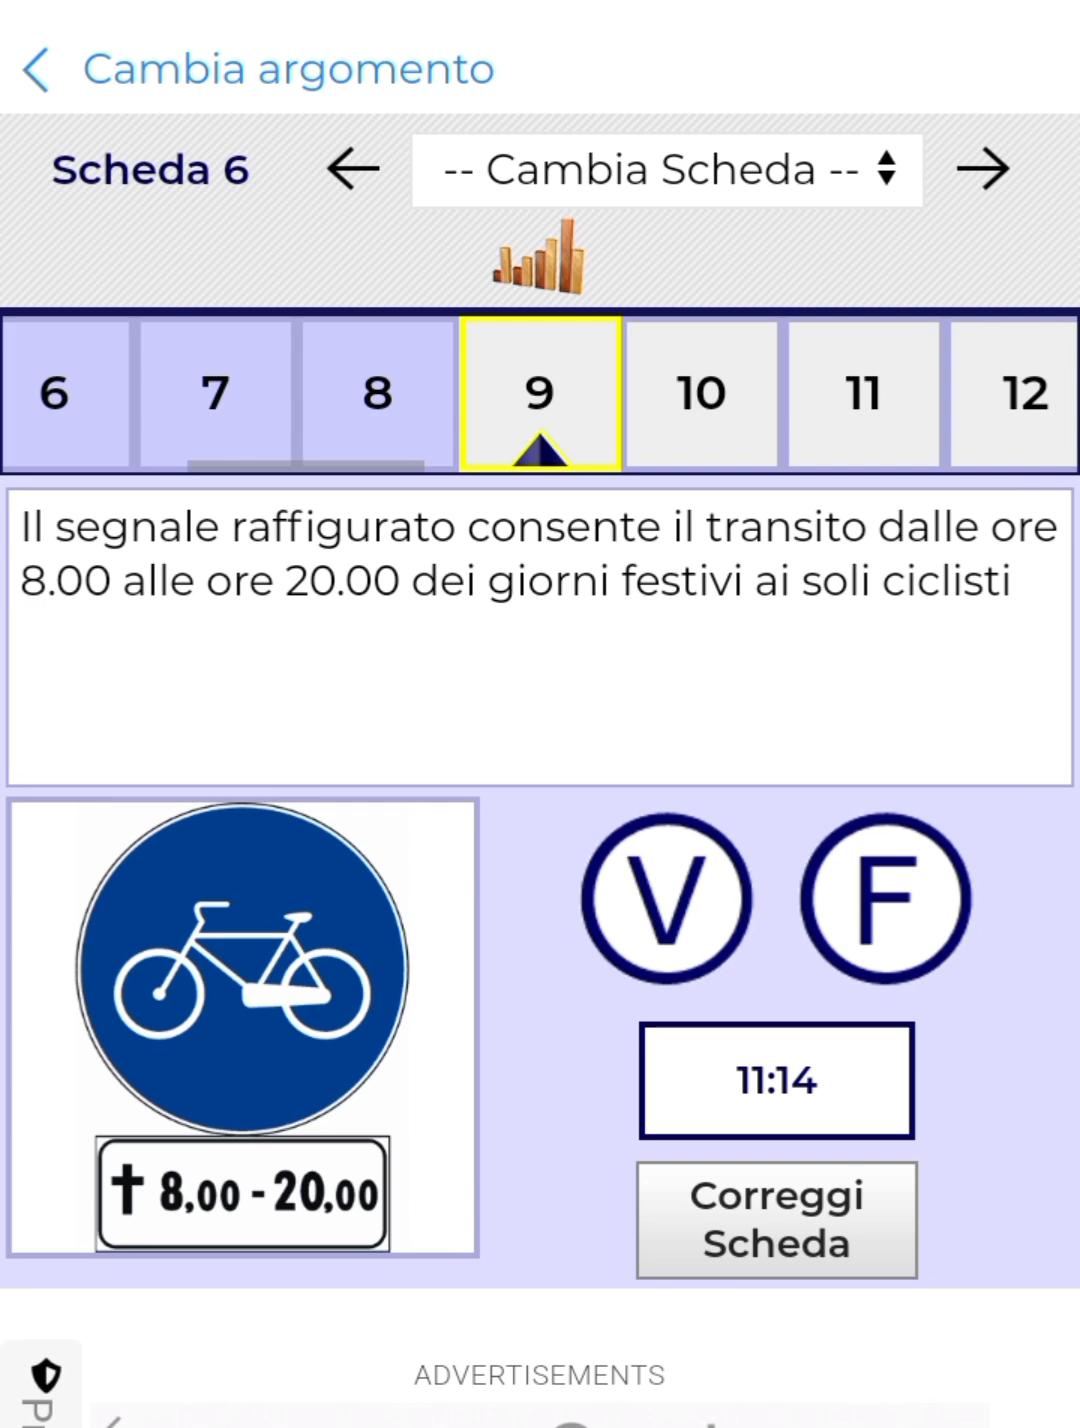 Cambia argomento
Scheda 6
-- Cambia Scheda --
6 7 8 9 10 11 12
Il segnale raffigurato consente il transito dalle ore
8.00 alle ore 20.00 dei giorni festivi ai soli ciclisti
V F
11:14
† 8,00 - 20,00
Correggi
Scheda
ADVERTISEMENTS